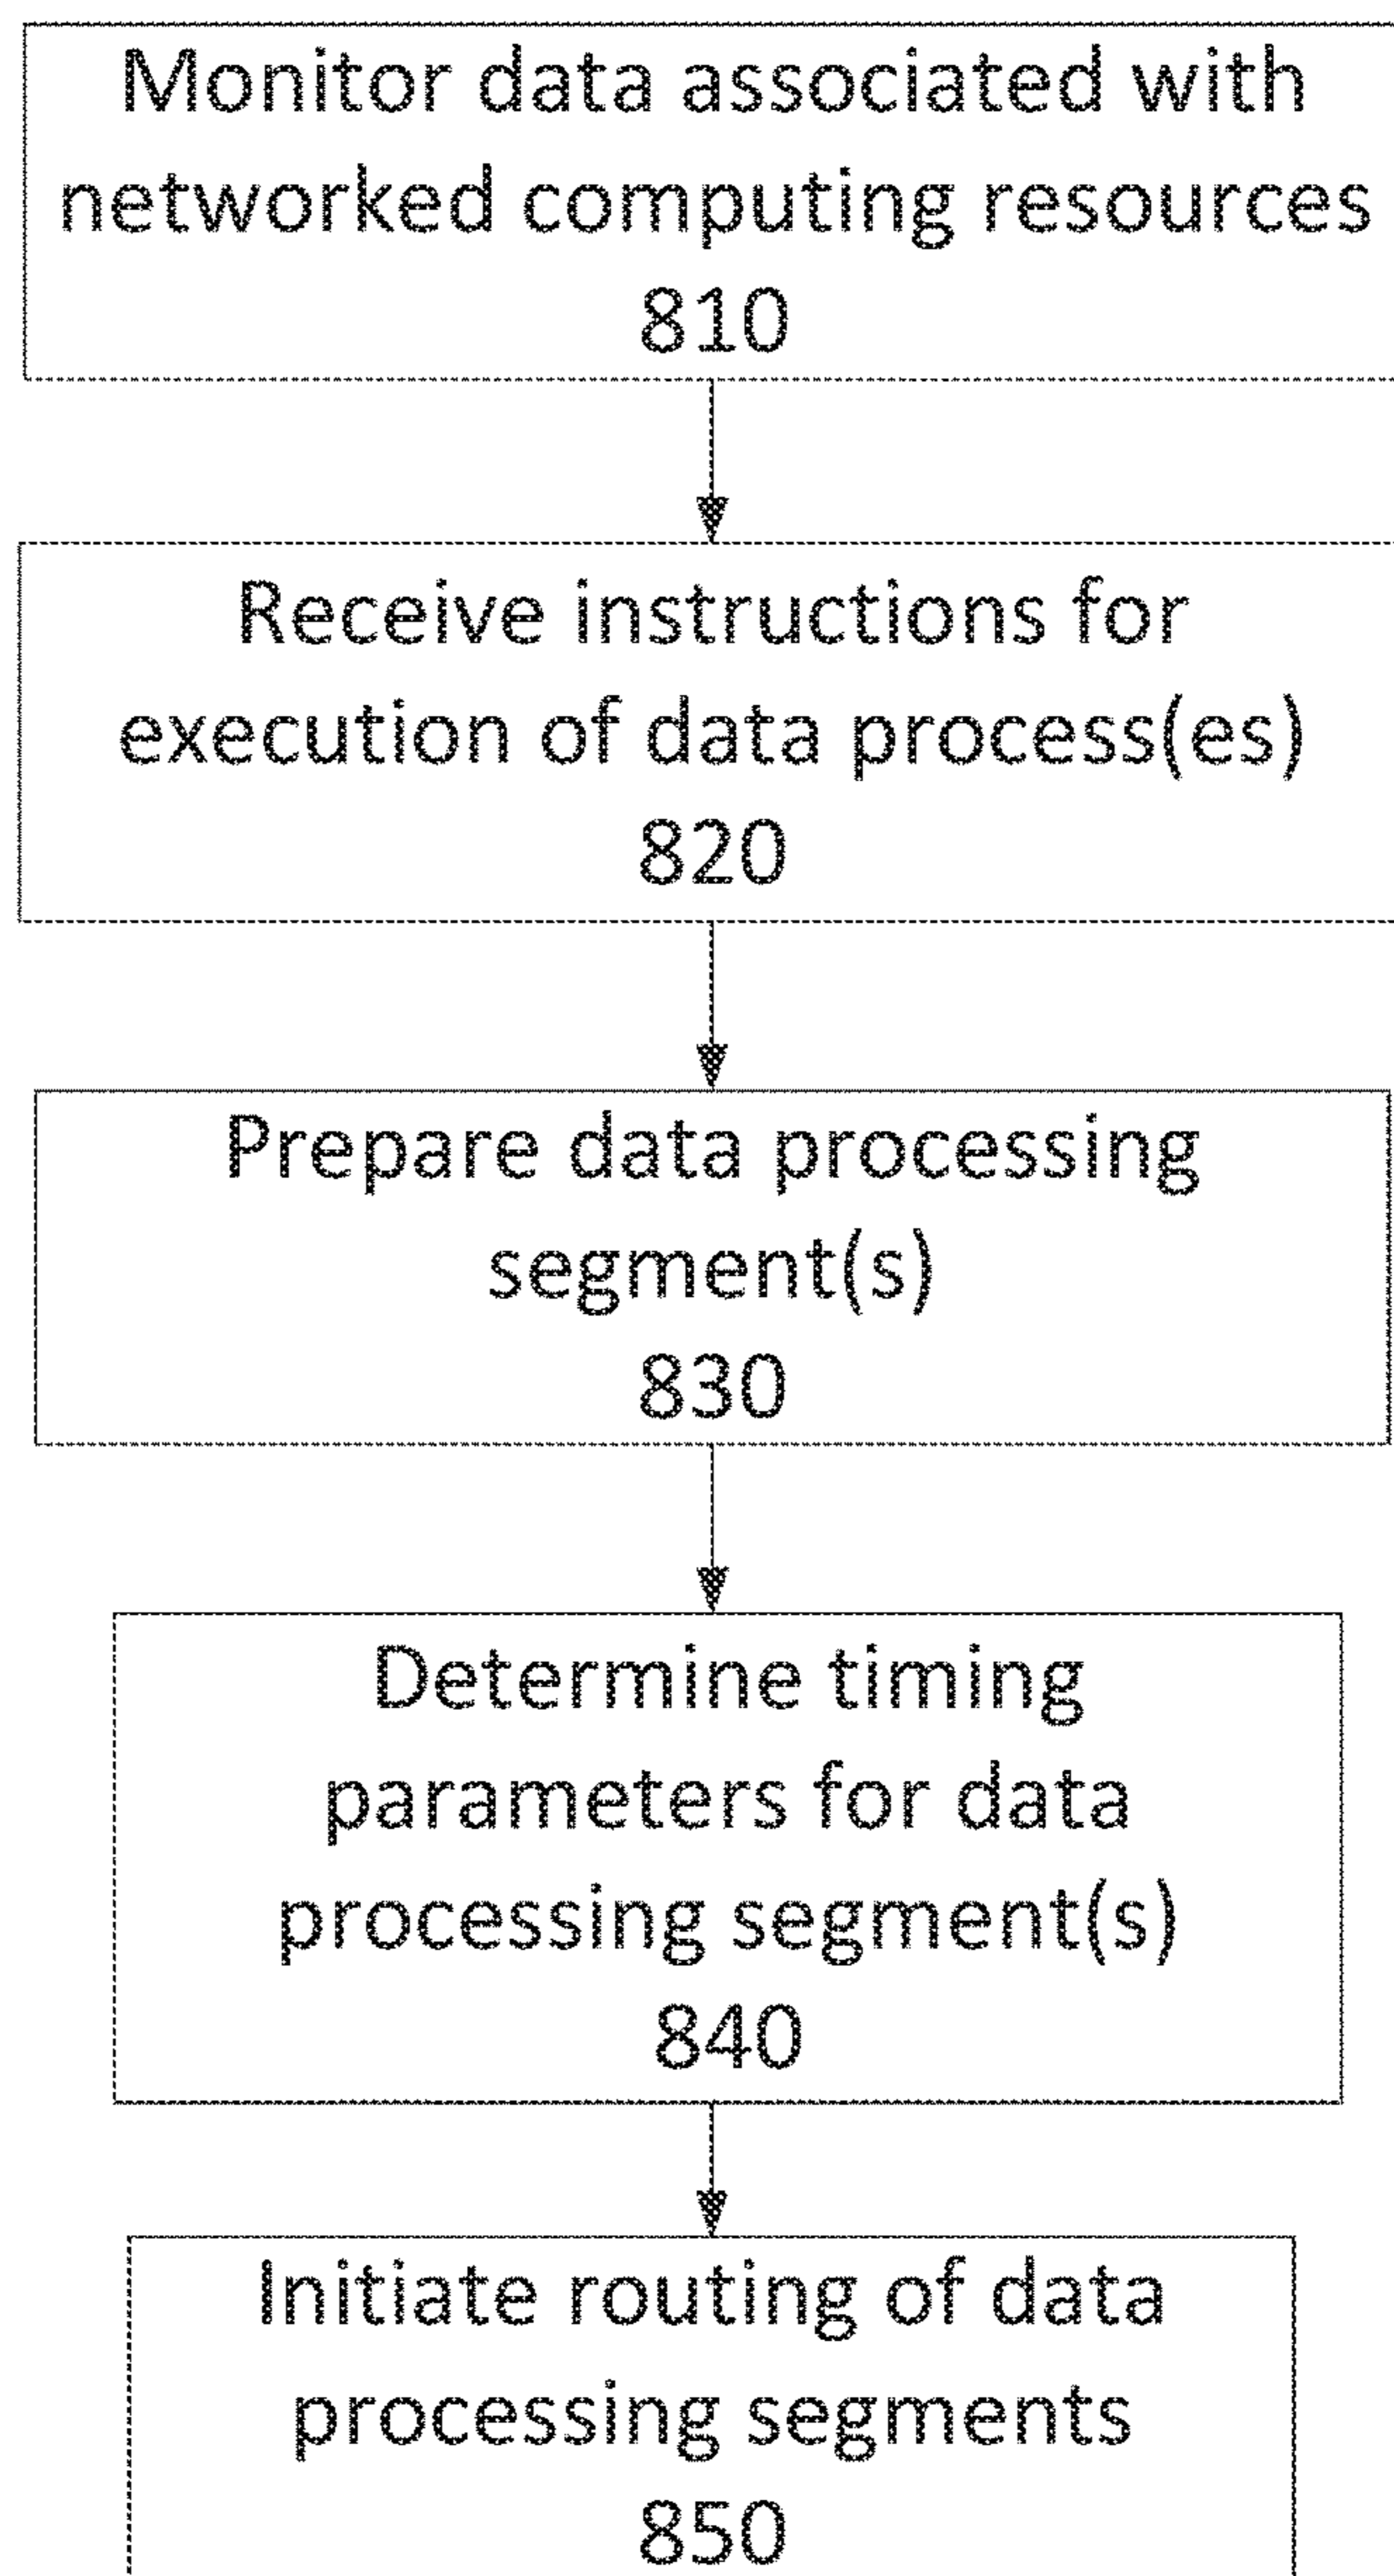 Monitor data associated with
networked computing resources
810
Receive instructions for
execution of data process(es)
820
Prepare data processing
segment(s)
830
Determine timing
parameters for data
processing segment(s)
840
Initiate routing of data
processing segments
850